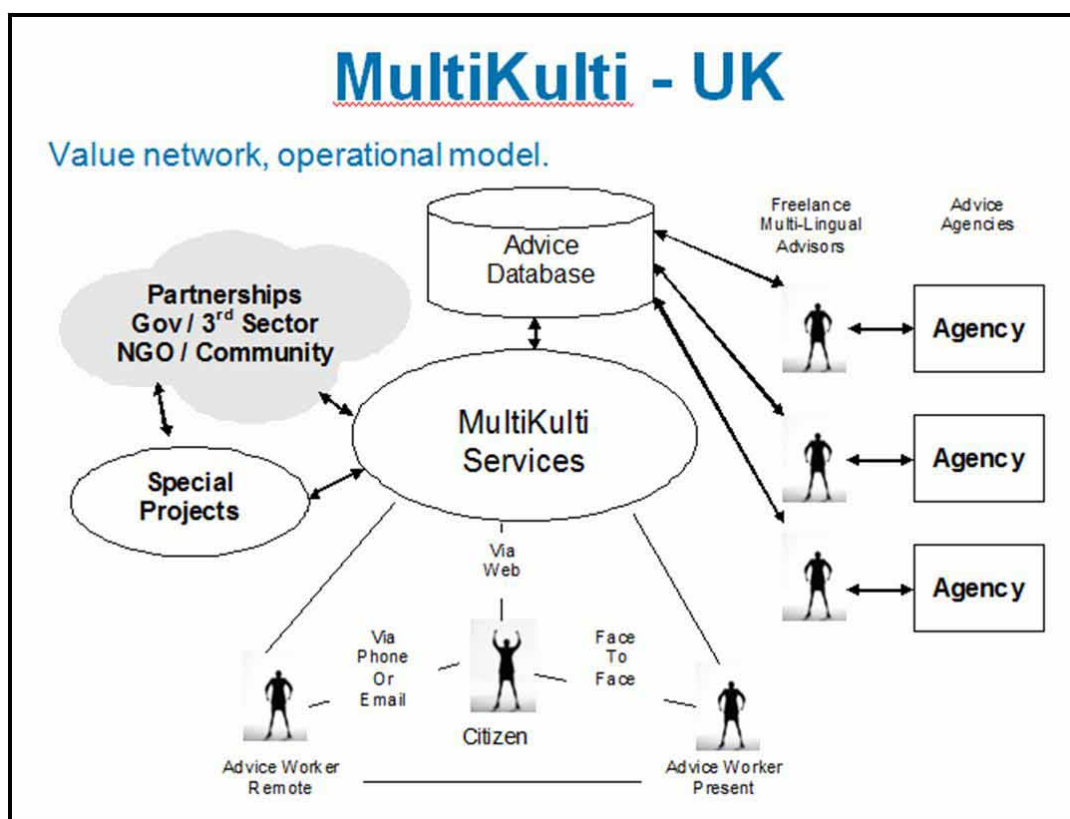 MultiKulti - UK
Value network, operational model.
Freelance
Multi-Lingual
Advisors
Advice
Agencies
Advice
Database
Partnerships
Gov / 3rd Sector
NGO / Community
Agency
MultiKulti
Services
Agency
Special
Projects
Via
Web
Agency
Via
Phone
Or
Email
Face
To
Face
Citizen
Advice Worker
Remote
Advice Worker
Present